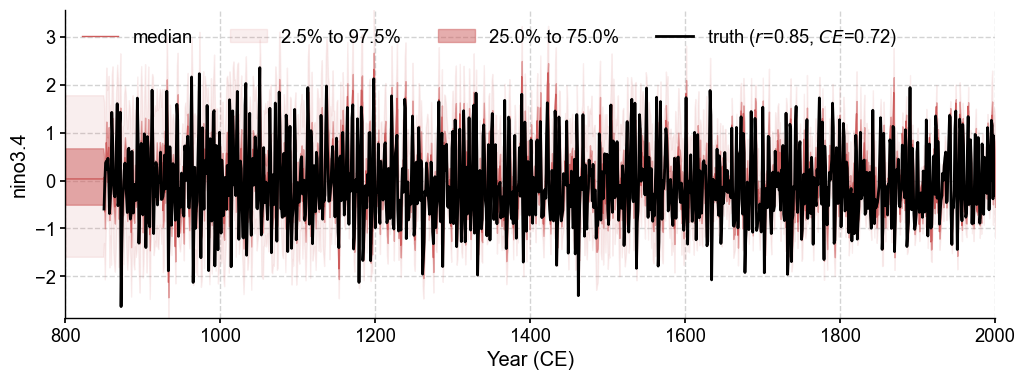 median 2.5% to 97.5% 25.0% to 75.0% truth (r=0.85, CE=0.72)
3
2
1
0
−1
−2
nino3.4
800 1000 1200 1400 1600 1800 2000
Year (CE)